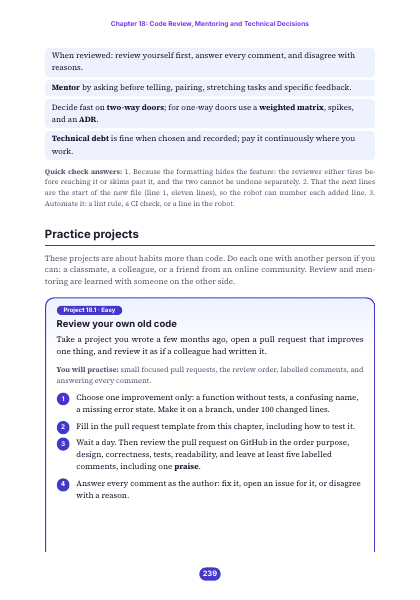 Chapter 18: Code Review, Mentoring and Technical Decisions
When reviewed: review yourself first, answer every comment, and disagree with
reasons.
Mentor by asking before telling, pairing, stretching tasks and specific feedback.
Decide fast on two-way doors; for one-way doors use a weighted matrix, spikes,
and an ADR.
Technical debt is fine when chosen and recorded; pay it continuously where you
work.
Quick check answers: 1. Because the formatting hides the feature: the reviewer either tires be-
fore reaching it or skims past it, and the two cannot be undone separately. 2. That the next lines
are the start of the new file (line 1, eleven lines), so the robot can number each added line. 3.
Automate it: a lint rule, a CI check, or a line in the robot.
Practice projects
These projects are about habits more than code. Do each one with another person if you
can: a classmate, a colleague, or a friend from an online community. Review and men-
toring are learned with someone on the other side.
Project 18.1 · Easy
Review your own old code
Take a project you wrote a few months ago, open a pull request that improves
one thing, and review it as if a colleague had written it.
You will practise: small focused pull requests, the review order, labelled comments, and
answering every comment.
1 Choose one improvement only: a function without tests, a confusing name,
a missing error state. Make it on a branch, under 100 changed lines.
2 Fill in the pull request template from this chapter, including how to test it.
3 Wait a day. Then review the pull request on GitHub in the order purpose,
design, correctness, tests, readability, and leave at least five labelled
comments, including one praise.
4 Answer every comment as the author: fix it, open an issue for it, or disagree
with a reason.
239